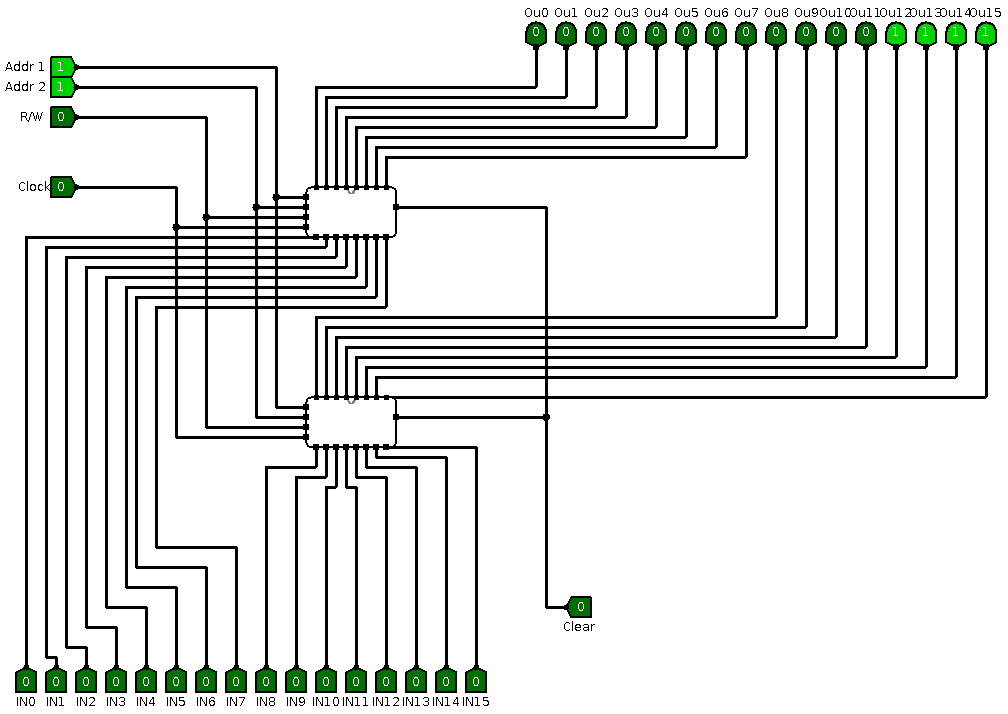 Ou0 Ou1 Ou2 Ou3 Ou4 Ou5 Ou6 Ou7 Ou8 Ou9 Ou10 Ou11 Ou12 Ou13 Ou14 Ou15
0 0 0 0 0 0 0 0 0 0 0 0 1 1 1 1
Addr 1 1
Addr 2 1
R/W 0
Clock 0
0
Clear
0 0 0 0 0 0 0 0 0 0 0 0 0 0 0 0
IN0 IN1 IN2 IN3 IN4 IN5 IN6 IN7 IN8 IN9 IN10 IN11 IN12 IN13 IN14 IN15